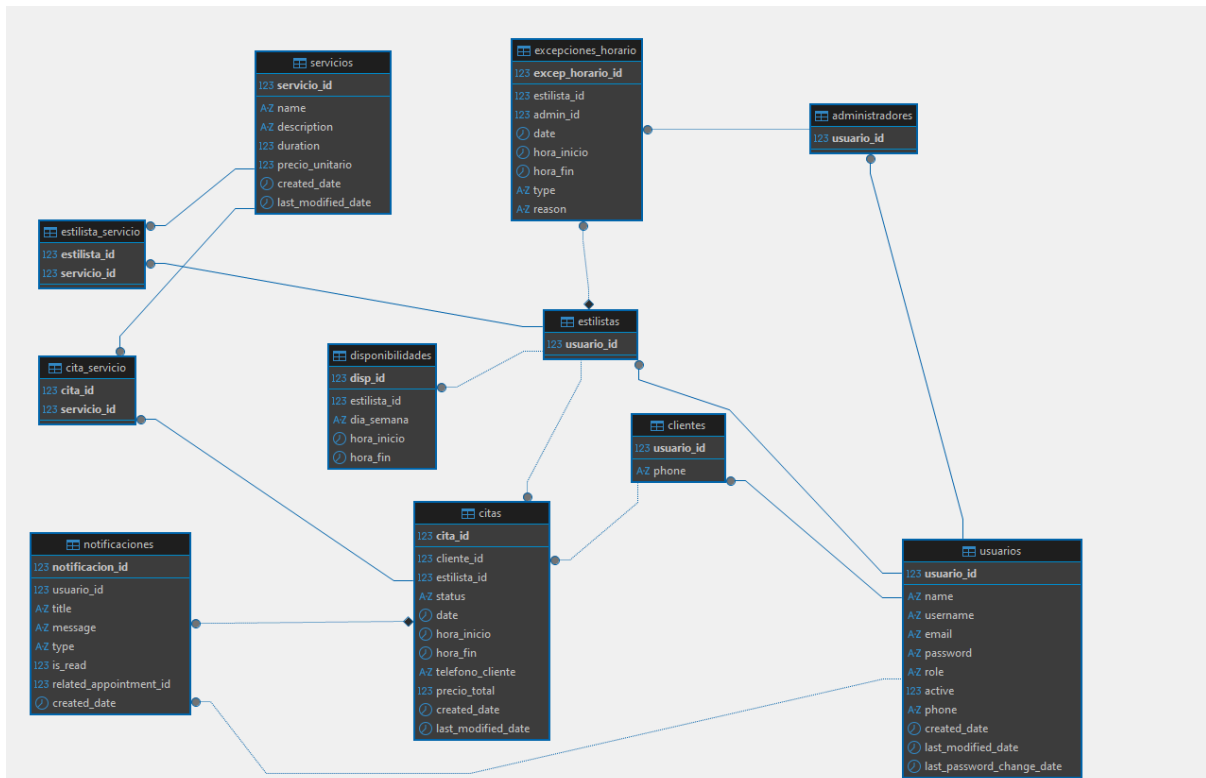 servicios
123 servicio_id
A-Z name
A-Z description
123 duration
123 precio_unitario
created_date
last_modified_date
excepciones_horario
123 excep_horario_id
123 estilista_id
123 admin_id
date
hora_inicio
hora_fin
A-Z type
A-Z reason
administradores
123 usuario_id
estilista_servicio
123 estilista_id
123 servicio_id
estilistas
123 usuario_id
cita_servicio
123 cita_id
123 servicio_id
disponibilidades
123 disp_id
123 estilista_id
A-Z dia_semana
hora_inicio
hora_fin
clientes
123 usuario_id
A-Z phone
citas
123 cita_id
123 cliente_id
123 estilista_id
A-Z status
date
hora_inicio
hora_fin
A-Z telefono_cliente
123 precio_total
created_date
last_modified_date
notificaciones
123 notificacion_id
123 usuario_id
A-Z title
A-Z message
A-Z type
123 is_read
123 related_appointment_id
created_date
usuarios
123 usuario_id
A-Z name
A-Z username
A-Z email
A-Z password
A-Z role
123 active
A-Z phone
created_date
last_modified_date
last_password_change_date